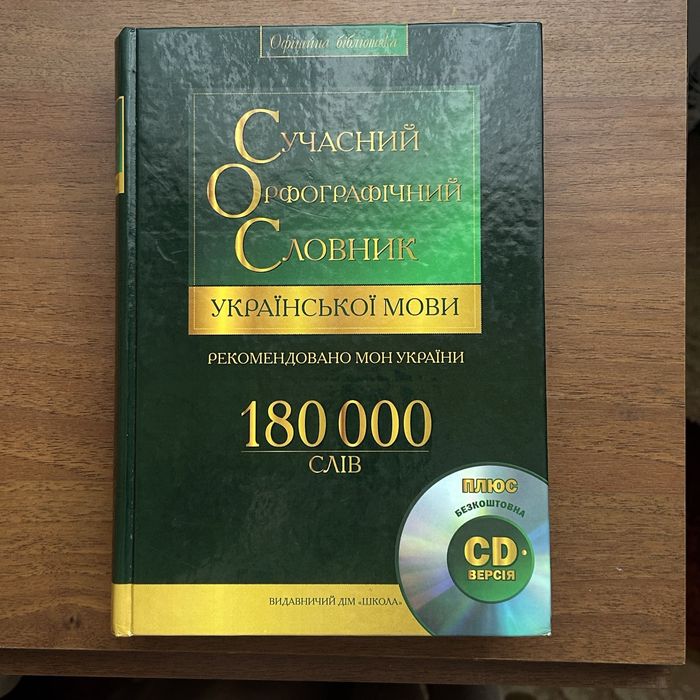 Офіційна бібліотека
СУЧАСНИЙ
ОРФОГРАФІЧНИЙ
СЛОВНИК
УКРАЇНСЬКОЇ МОВИ
РЕКОМЕНДОВАНО МОН УКРАЇНИ
180 000
СЛІВ
ПЛЮС
БЕЗКОШТОВНА
CD-
ВЕРСІЯ
ВИДАВНИЧИЙ ДІМ «ШКОЛА»